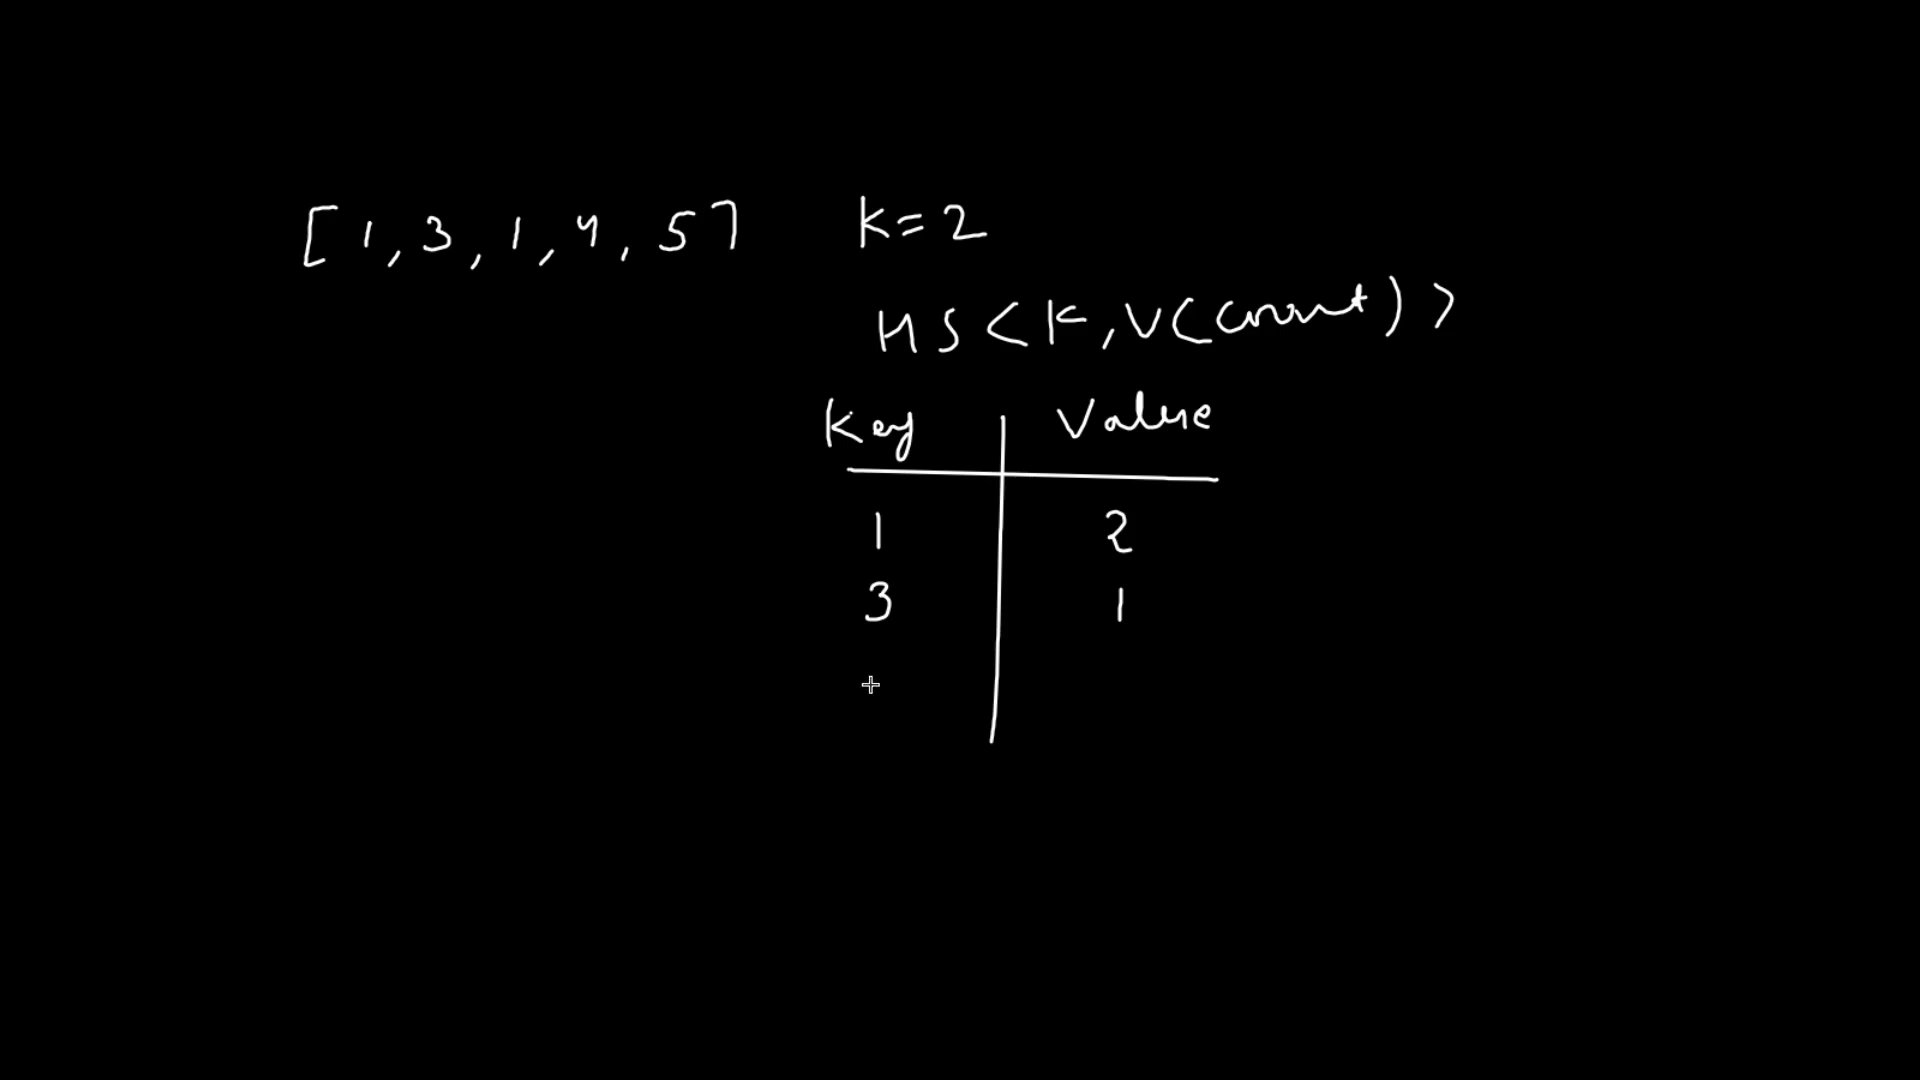 [1, 3, 1, 4, 5] K=2
HS<K, V(count)>
Key Value
1 2
3 1